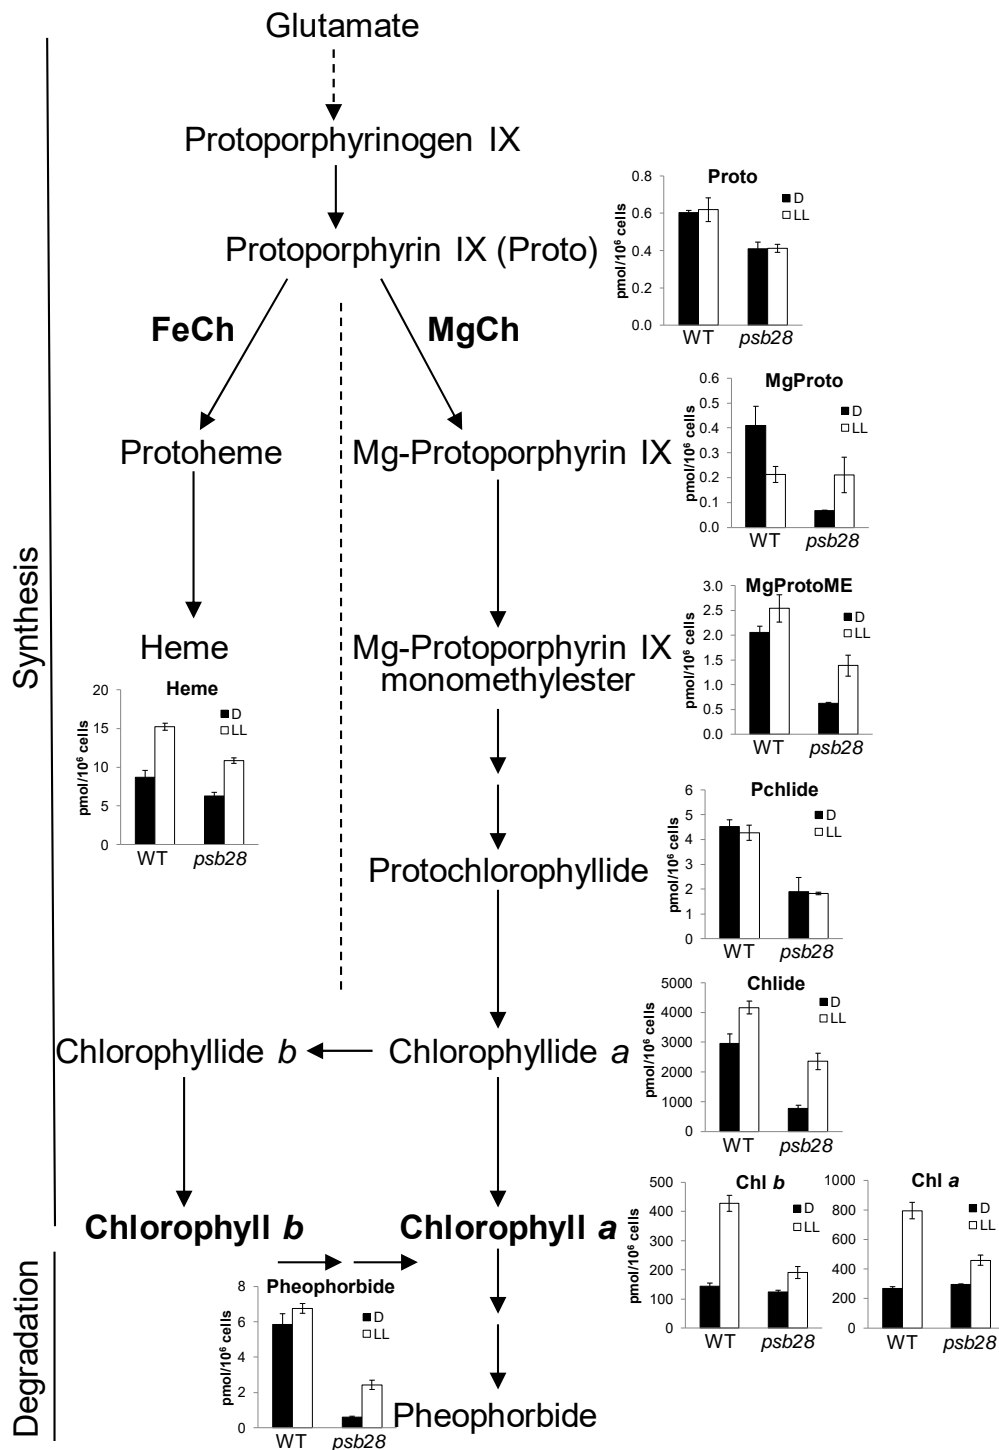 Glutamate
Protoporphyrinogen IX
Protoporphyrin IX (Proto)
FeCh
MgCh
Protoheme
Mg-Protoporphyrin IX
Heme
Mg-Protoporphyrin IX
monomethylester
Protochlorophyllide
Chlorophyllide b
Chlorophyllide a
Chlorophyll b
Chlorophyll a
Pheophorbide
Synthesis
Degradation
Proto
pmol/10⁶ cells
0.8
0.6
0.4
0.2
0.0
D
LL
WT
psb28
MgProto
pmol/10⁶ cells
0.6
0.5
0.4
0.3
0.2
0.1
0.0
D
LL
WT
psb28
MgProtoME
pmol/10⁶ cells
3.0
2.5
2.0
1.5
1.0
0.5
0.0
D
LL
WT
psb28
Heme
pmol/10⁶ cells
20
15
10
5
0
D
LL
WT
psb28
Pchlide
pmol/10⁶ cells
6
5
4
3
2
1
0
D
LL
WT
psb28
Chlide
pmol/10⁶ cells
5000
4000
3000
2000
1000
0
D
LL
WT
psb28
Chl b
pmol/10⁶ cells
500
400
300
200
100
0
D
LL
WT
psb28
Chl a
1000
800
600
400
200
0
D
LL
WT
psb28
Pheophorbide
pmol/10⁶ cells
8
6
4
2
0
D
LL
WT
psb28